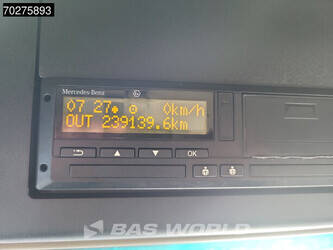 70275893
Mercedes-Benz
07 27 0km/h
OUT 239139.6km
OK
BAS WORLD